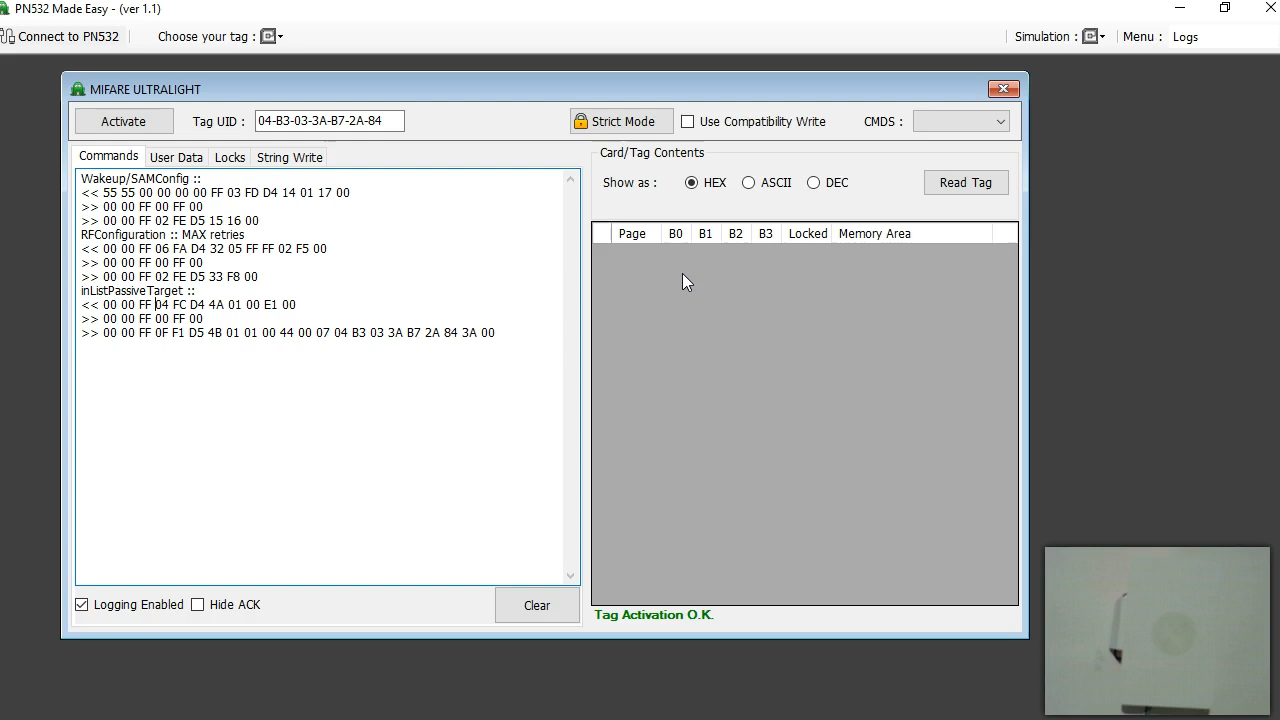 PN532 Made Easy - (ver 1.1)
Connect to PN532 Choose your tag : Simulation : Menu : Logs
MIFARE ULTRALIGHT
Activate Tag UID : 04-B3-03-3A-B7-2A-84 Strict Mode Use Compatibility Write CMDS :
Commands User Data Locks String Write
Wakeup/SAMConfig ::
<< 55 55 00 00 00 00 FF 03 FD D4 14 01 17 00
>> 00 00 FF 00 FF 00
>> 00 00 FF 02 FE D5 15 16 00
RFConfiguration :: MAX retries
<< 00 00 FF 06 FA D4 32 05 FF FF 02 F5 00
>> 00 00 FF 00 FF 00
>> 00 00 FF 02 FE D5 33 F8 00
inListPassiveTarget ::
<< 00 00 FF 04 FC D4 4A 01 00 E1 00
>> 00 00 FF 00 FF 00
>> 00 00 FF 0F F1 D5 4B 01 01 00 44 00 07 04 B3 03 3A B7 2A 84 3A 00
Logging Enabled Hide ACK Clear
Card/Tag Contents
Show as : HEX ASCII DEC Read Tag
Page B0 B1 B2 B3 Locked Memory Area
Tag Activation O.K.